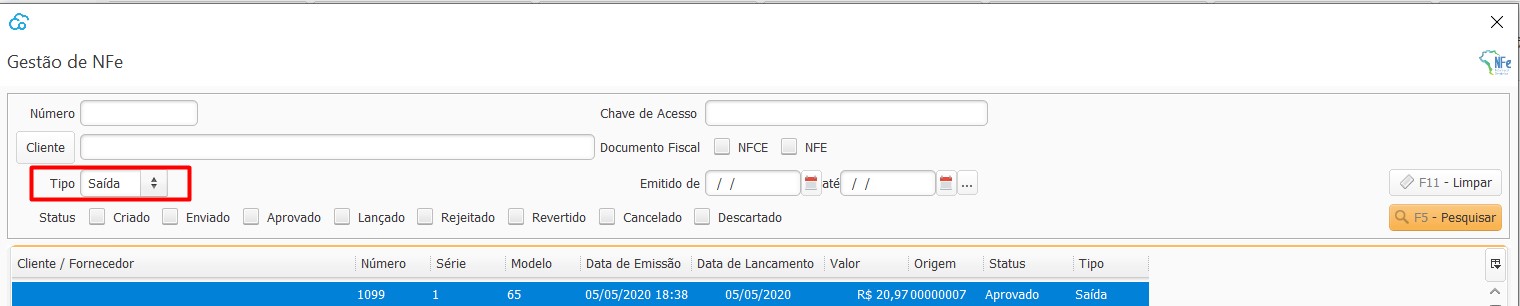 Gestão de NFe
NFe
Número
Chave de Acesso
Cliente
Documento Fiscal NFCE NFE
Tipo Saída
Emitido de / / até / / ...
F11 - Limpar
Status Criado Enviado Aprovado Lançado Rejeitado Revertido Cancelado Descartado
F5 - Pesquisar
Cliente / Fornecedor Número Série Modelo Data de Emissão Data de Lancamento Valor Origem Status Tipo
1099 1 65 05/05/2020 18:38 05/05/2020 R$ 20,97 00000007 Aprovado Saída